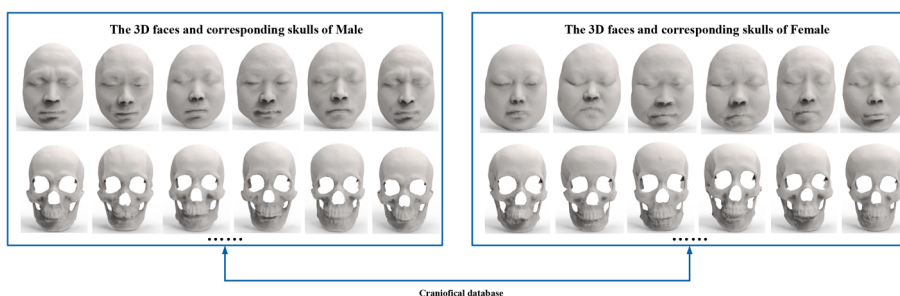 The 3D faces and corresponding skulls of Male
The 3D faces and corresponding skulls of Female
......
......
Craniofical database